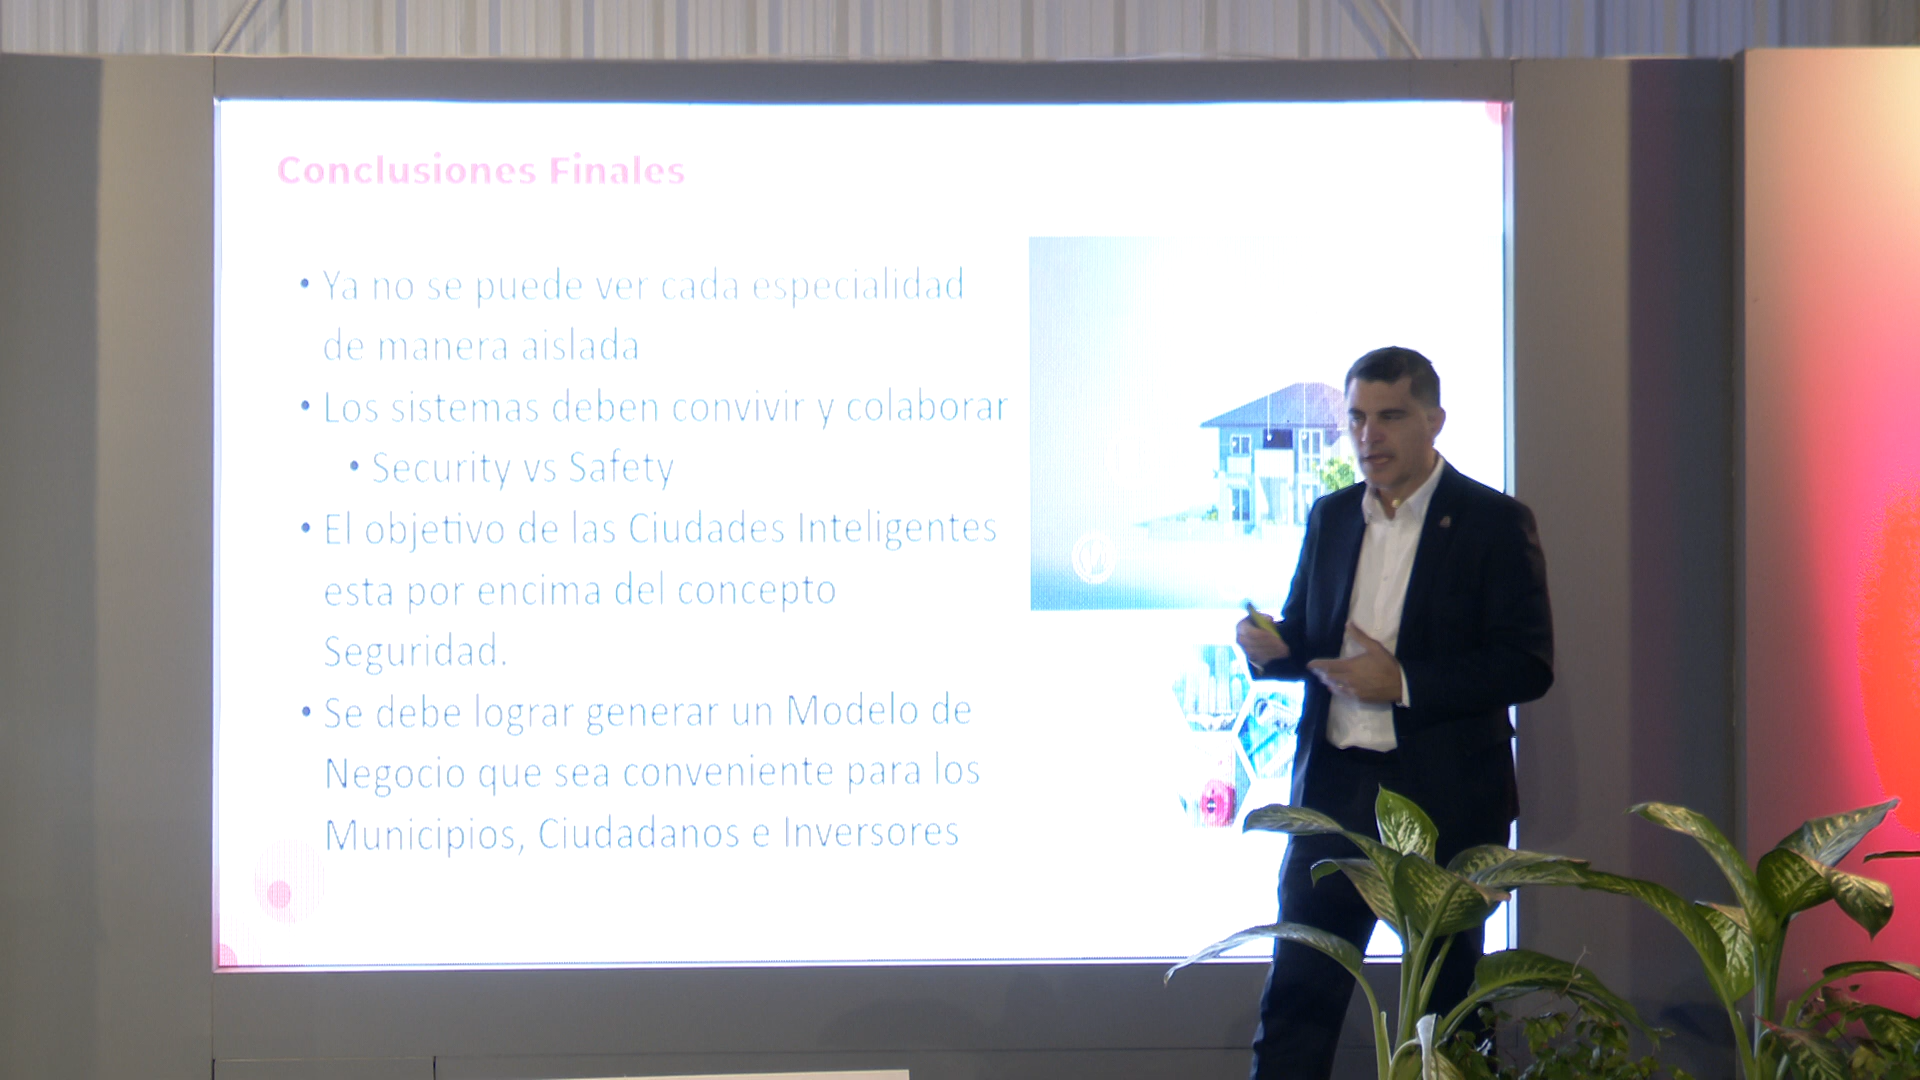 Conclusiones Finales
• Ya no se puede ver cada especialidad
de manera aislada
• Los sistemas deben convivir y colaborar
• Security vs Safety
• El objetivo de las Ciudades Inteligentes
esta por encima del concepto
Seguridad.
• Se debe lograr generar un Modelo de
Negocio que sea conveniente para los
Municipios, Ciudadanos e Inversores